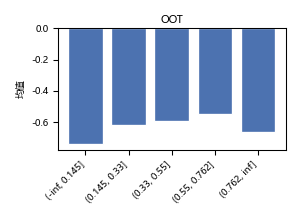 OOT
0.0
-0.2
-0.4
-0.6
均值
(-inf, 0.145]
(0.145, 0.33]
(0.33, 0.55]
(0.55, 0.762]
(0.762, inf]